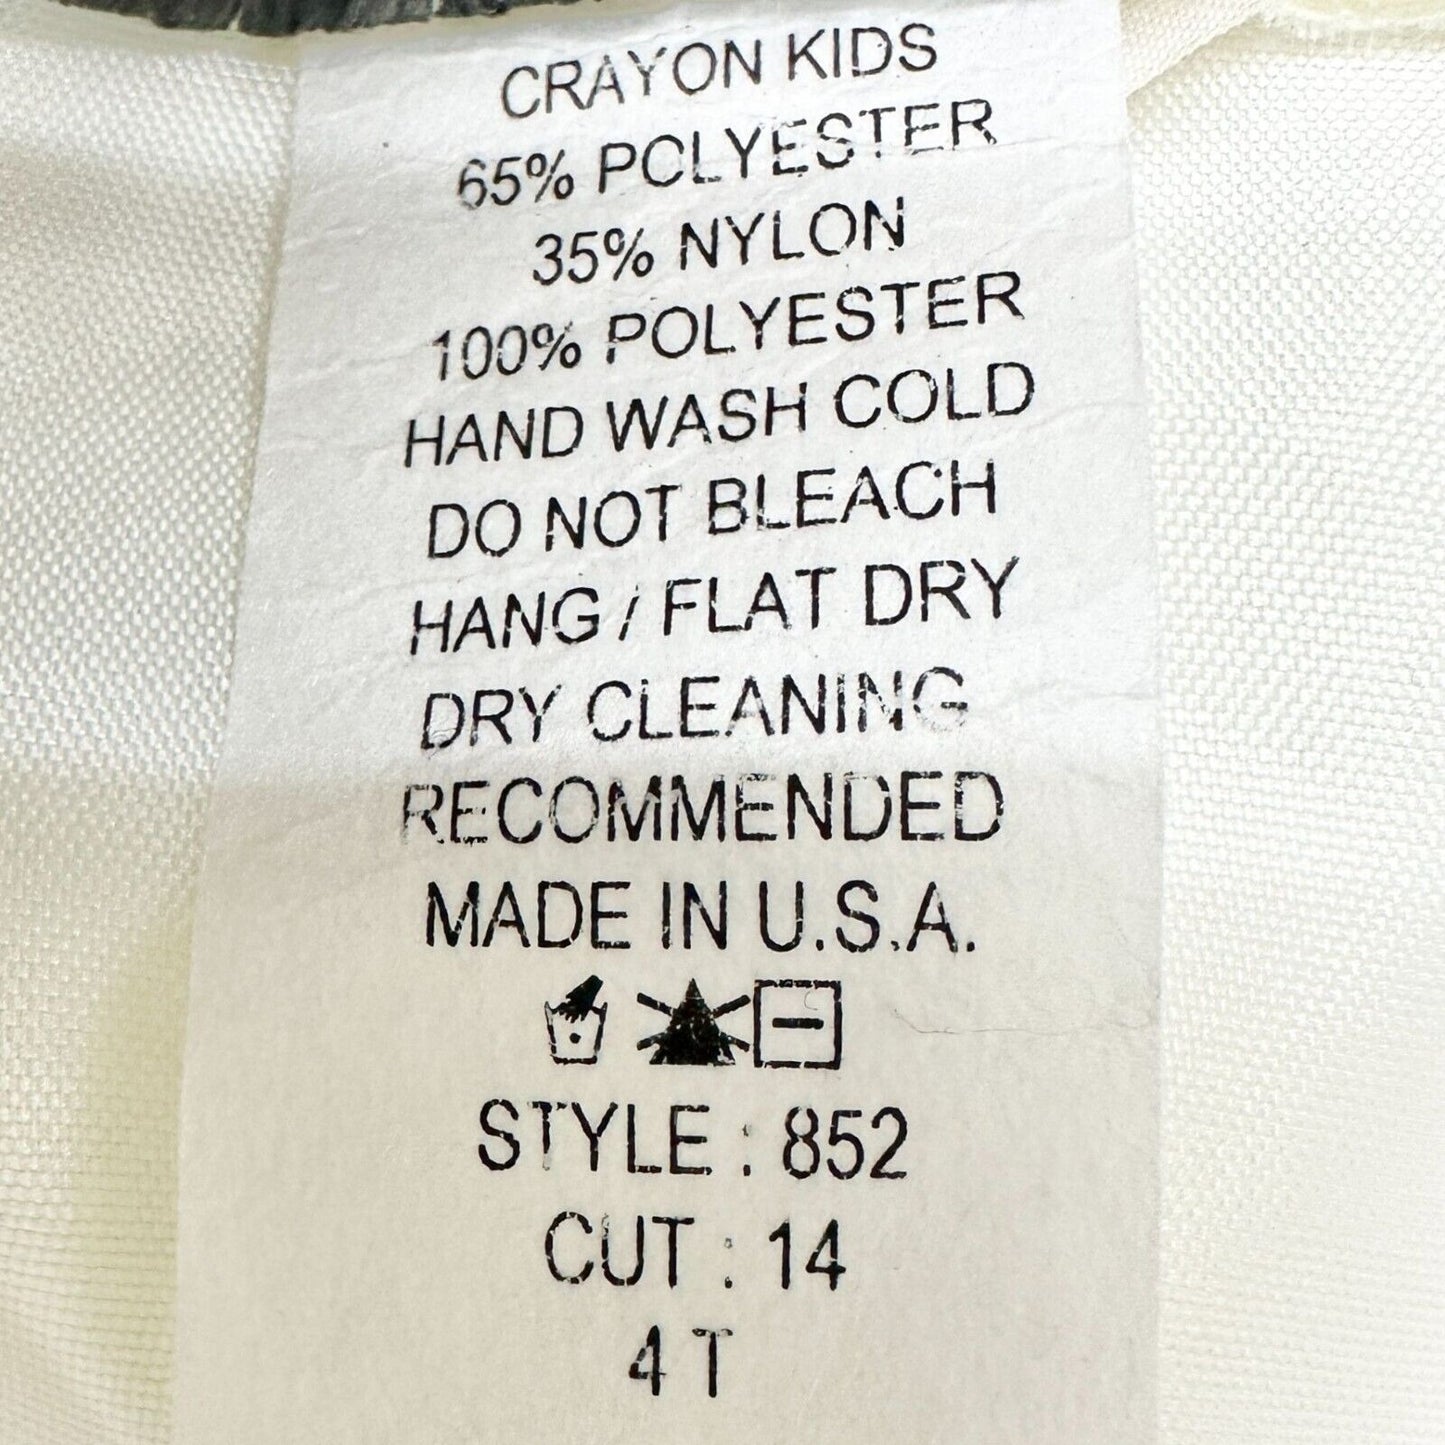 CRAYON KIDS
65% POLYESTER
35% NYLON
100% POLYESTER
HAND WASH COLD
DO NOT BLEACH
HANG / FLAT DRY
DRY CLEANING
RECOMMENDED
MADE IN U.S.A.
STYLE : 852
CUT : 14
4 T